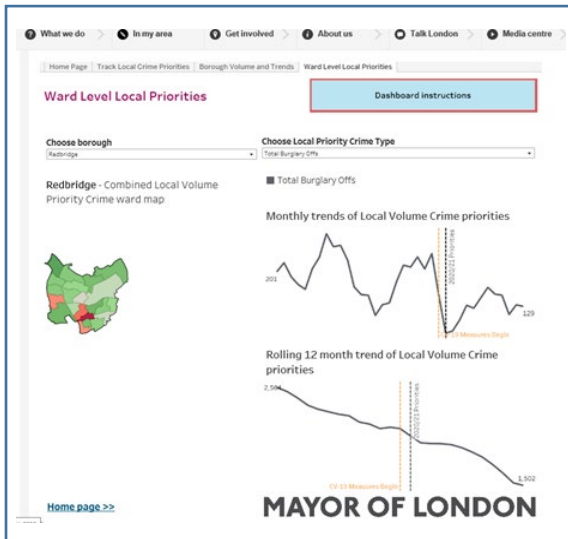 What we do
In my area
Get involved
About us
Talk London
Media centre
Home Page
Track Local Crime Priorities
Borough Volume and Trends
Ward Level Local Priorities
Ward Level Local Priorities
Dashboard instructions
Choose borough
Redbridge
Choose Local Priority Crime Type
Total Burglary Offs
Redbridge - Combined Local Volume
Priority Crime ward map
Total Burglary Offs
Monthly trends of Local Volume Crime priorities
201
2020/21 Priorities
129
CV-19 Measures Begin
Rolling 12 month trend of Local Volume Crime
priorities
2020/21 Priorities
CV-19 Measures Begin
1,502
Home page >>
MAYOR OF LONDON